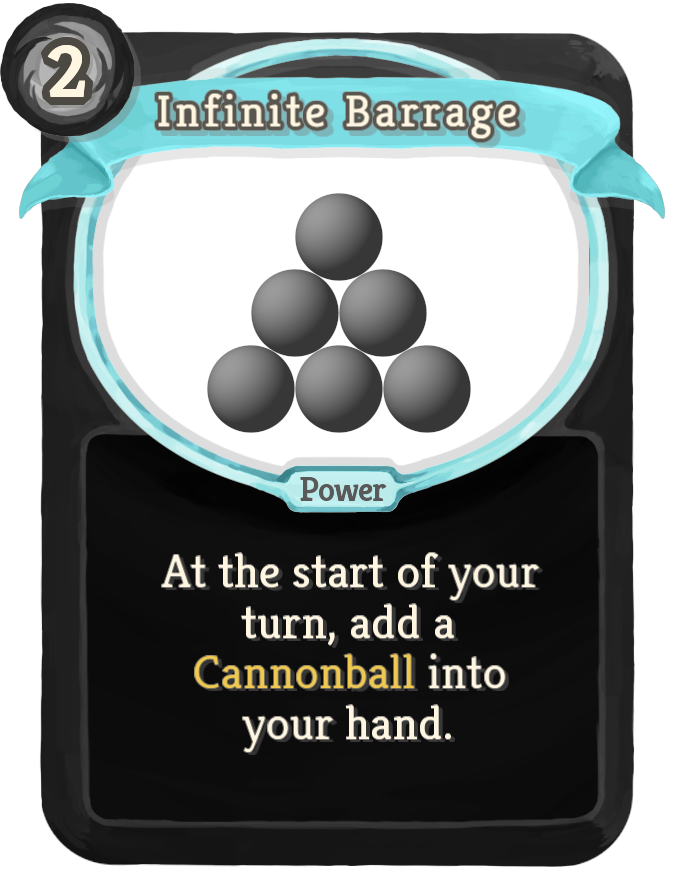 2
Infinite Barrage
Power
At the start of your
turn, add a
Cannonball into
your hand.